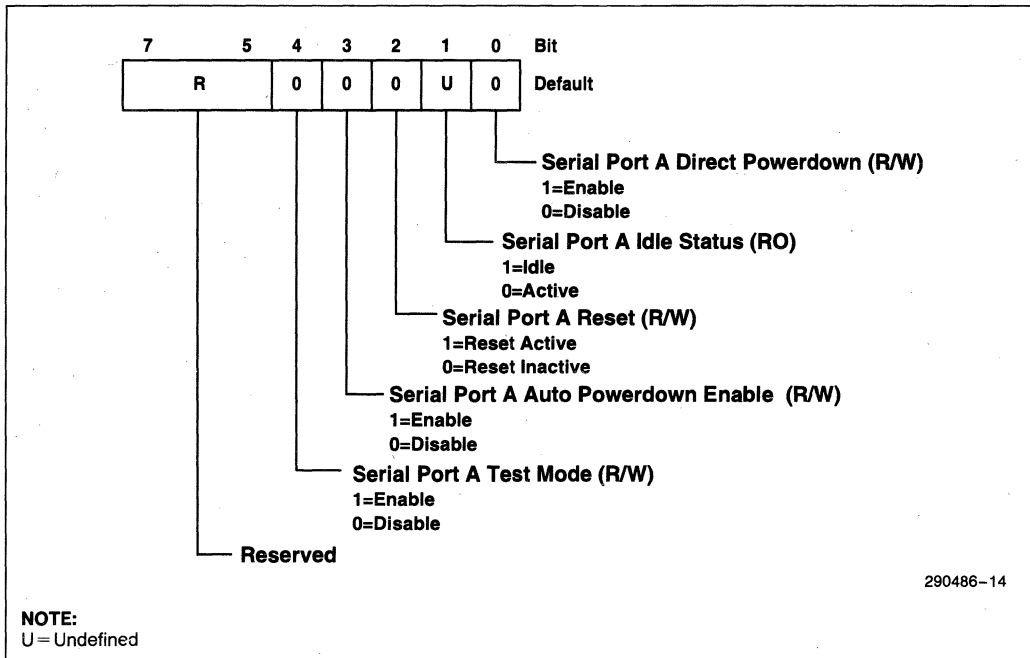 7 5 4 3 2 1 0 Bit
R 0 0 0 U 0 Default
Serial Port A Direct Powerdown (R/W)
1=Enable
0=Disable
Serial Port A Idle Status (RO)
1=Idle
0=Active
Serial Port A Reset (R/W)
1=Reset Active
0=Reset Inactive
Serial Port A Auto Powerdown Enable (R/W)
1=Enable
0=Disable
Serial Port A Test Mode (R/W)
1=Enable
0=Disable
Reserved
290486-14
NOTE:
U=Undefined